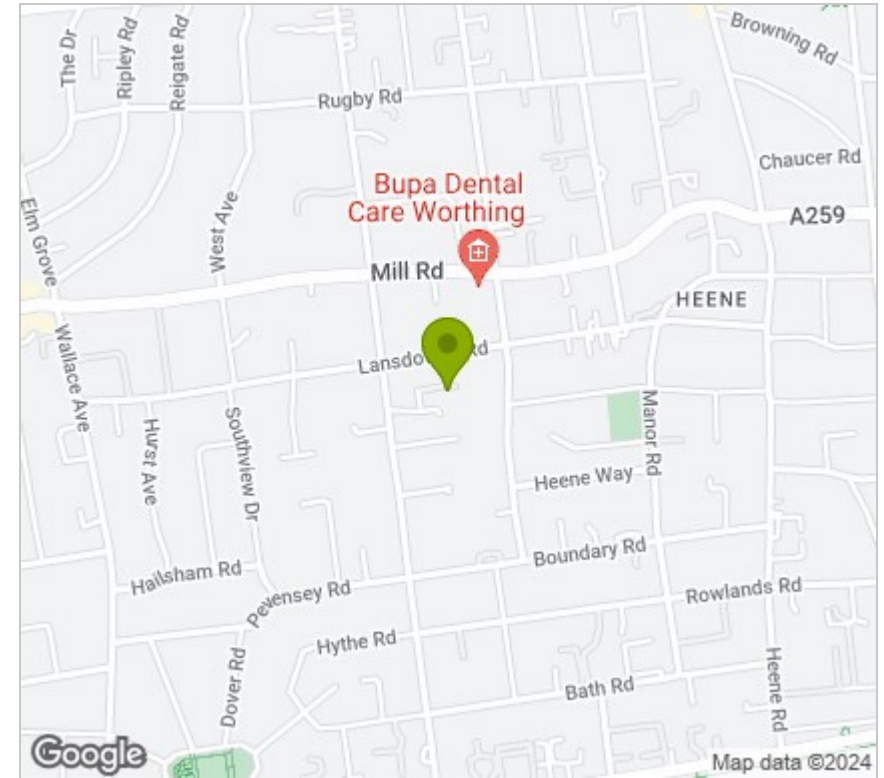 The Dr
Ripley Rd
Reigate Rd
Browning Rd
Rugby Rd
Chaucer Rd
Bupa Dental
Care Worthing
Elm Grove
West Ave
A259
Mill Rd
HEENE
Wallace Ave
Hurst Ave
Southview Dr
Manor Rd
Heene Way
Boundary Rd
Hailsham Rd
Pevensey Rd
Rowlands Rd
Hythe Rd
Dover Rd
Bath Rd
Heene Rd
Google
Map data ©2024